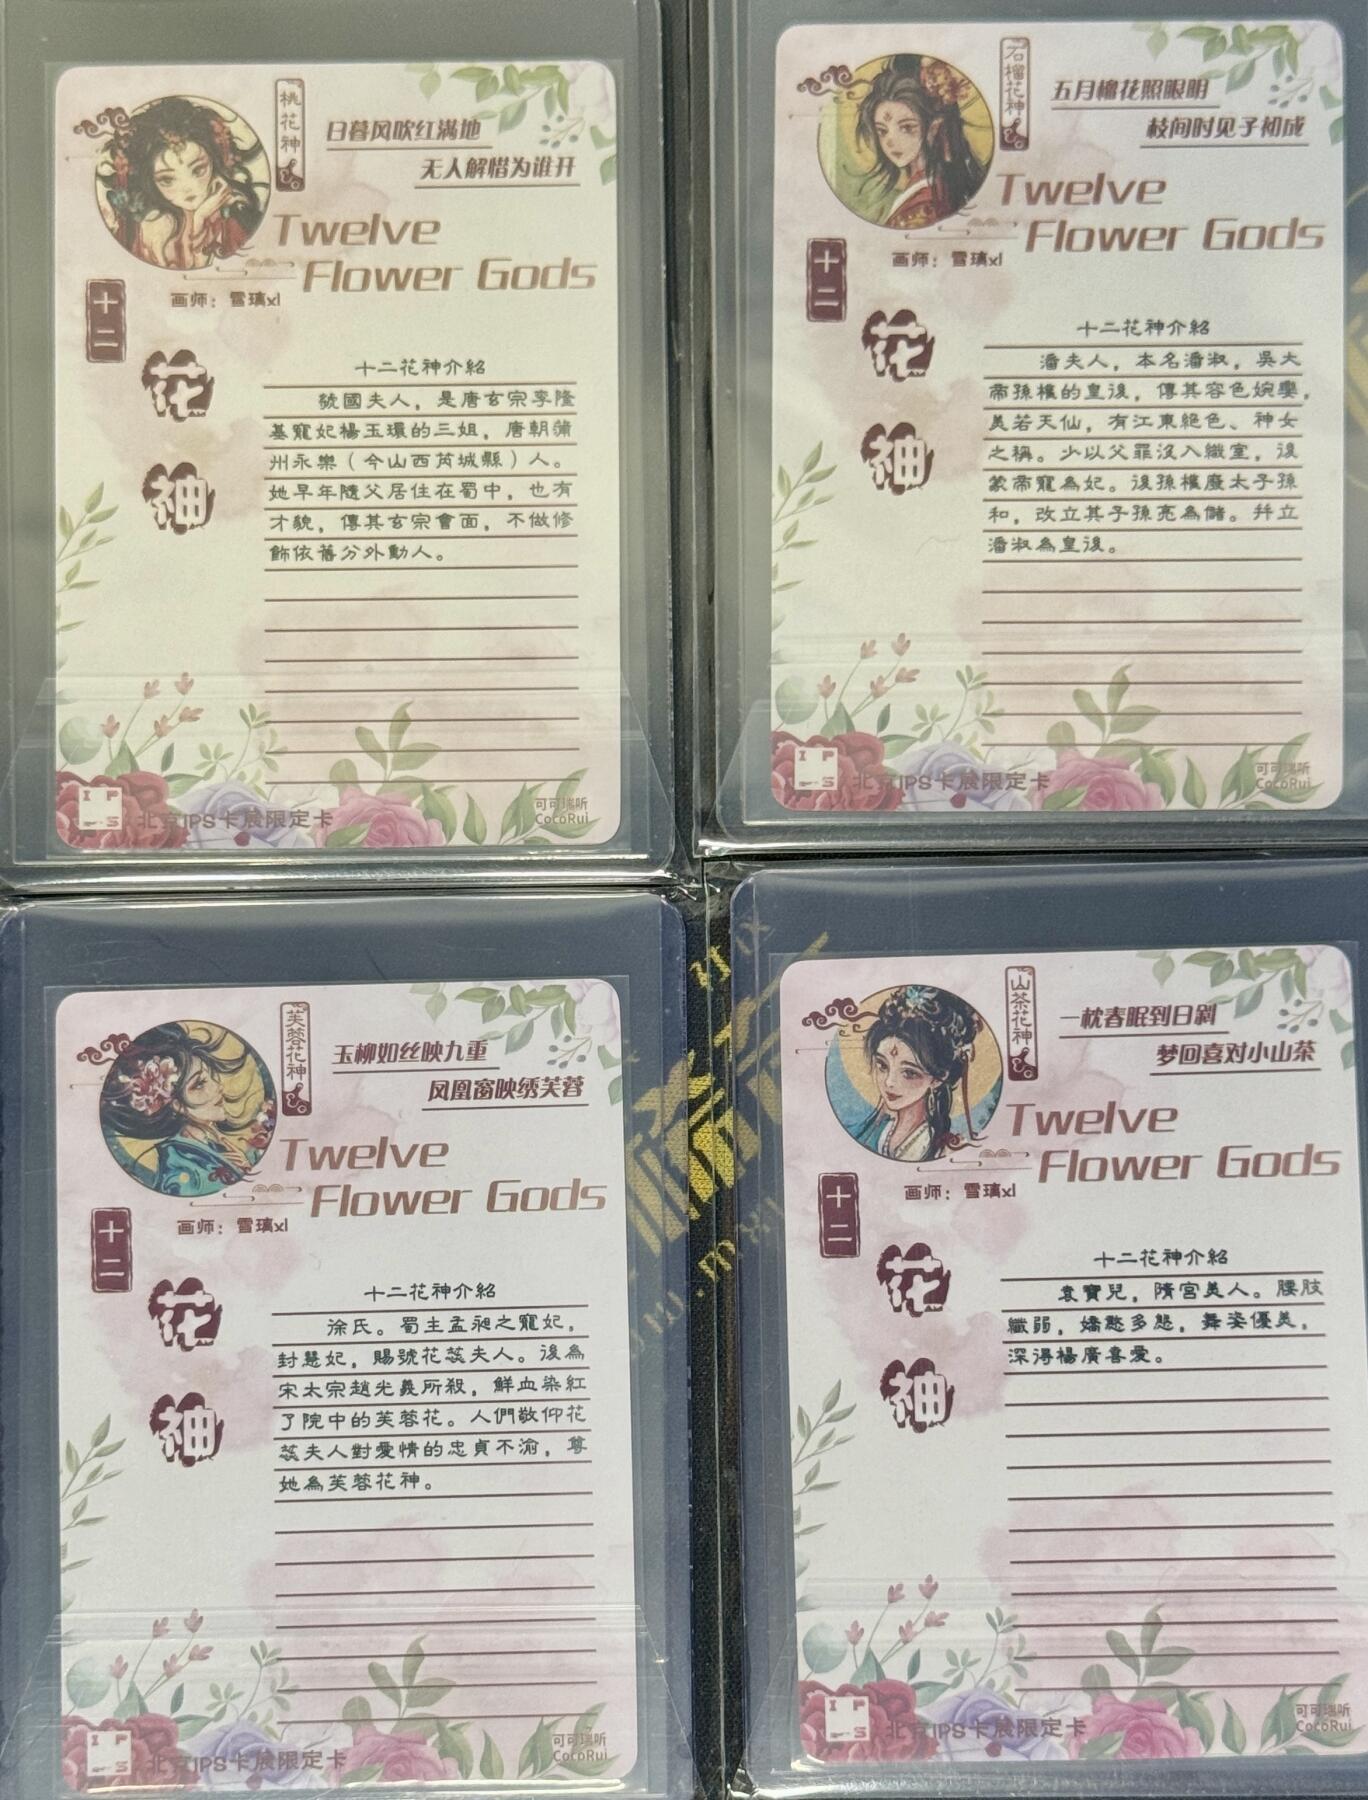 桃花神
日暮风吹红满地
无人解惜为谁开
Twelve
Flower Gods
画师：雪璃xl
十二
花神
十二花神介紹
號國夫人，是唐玄宗李隆
基寵妃楊玉環的三姐，唐朝蒲
州永樂（今山西芮城縣）人。
她早年隨父居住在蜀中，也有
才貌，傳其玄宗會面，不做修
飾依舊分外動人。
IPS
北京IPS卡展限定卡
可可瑞听
CocoRui
石榴花神
五月榴花照眼明
枝间时见子初成
Twelve
Flower Gods
画师：雪璃xl
十二
花神
十二花神介紹
潘夫人，本名潘淑，吳大
帝孫權的皇後，傳其容色婉孌，
美若天仙，有江東絕色、神女
之稱。少以父罪沒入織室，後
蒙帝寵為妃。後孫權廢太子孫
和，改立其子孫亮為儲。并立
潘淑為皇後。
IPS
北京IPS卡展限定卡
可可瑞听
CocoRui
芙蓉花神
玉柳如丝映九重
凤凰窗映绣芙蓉
Twelve
Flower Gods
画师：雪璃xl
十二
花神
十二花神介紹
徐氏。蜀主孟昶之寵妃，
封慧妃，賜號花蕊夫人。後為
宋太宗趙光義所殺，鮮血染紅
了院中的芙蓉花。人們敬仰花
蕊夫人對愛情的忠貞不渝，尊
她為芙蓉花神。
IPS
北京IPS卡展限定卡
可可瑞听
CocoRui
山茶花神
一枕春眠到日斜
梦回喜对小山茶
Twelve
Flower Gods
画师：雪璃xl
十二
花神
十二花神介紹
袁寶兒，隋宮美人。腰肢
纖弱，嬌憨多態，舞姿優美，
深得楊廣喜愛。
IPS
北京IPS卡展限定卡
可可瑞听
CocoRui